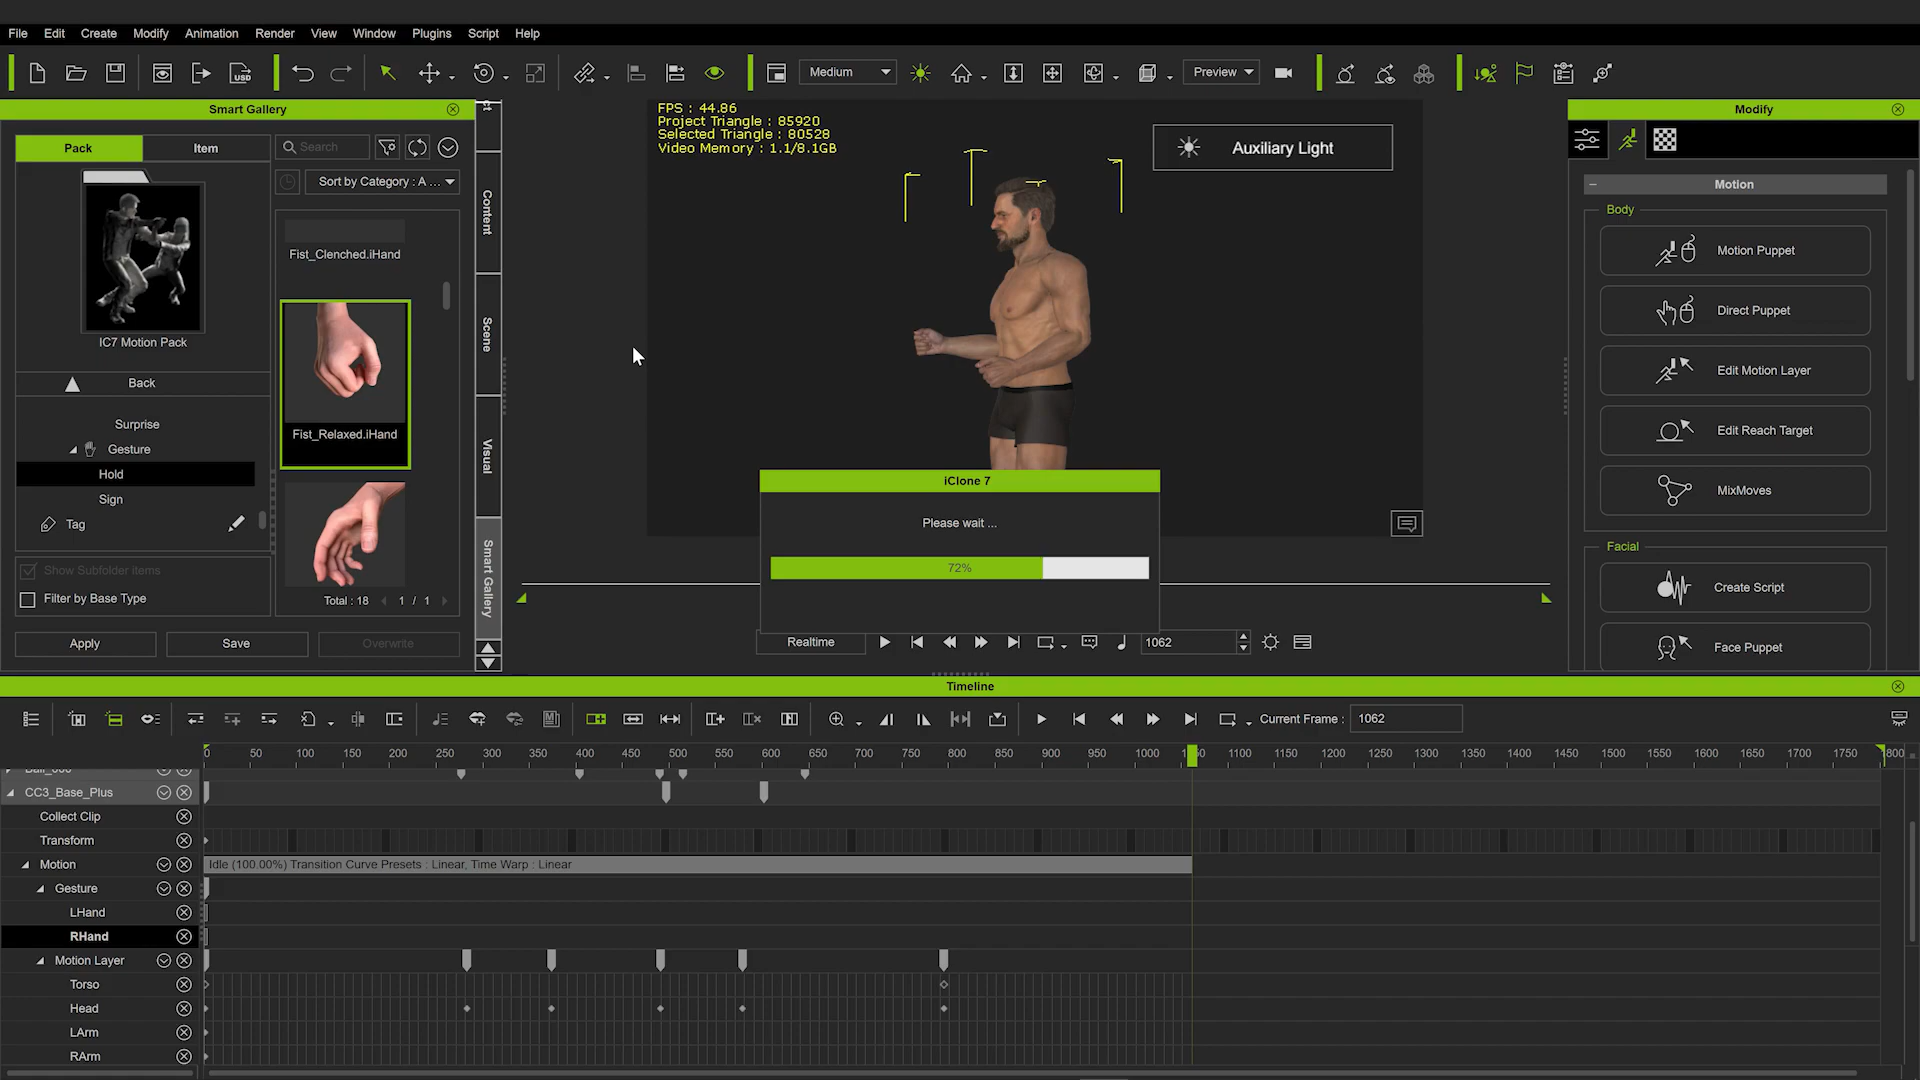 File Edit Create Modify Animation Render View Window Plugins Script Help
USD
Medium
Preview
Smart Gallery
Pack Item
Search
Sort by Category : A ...
IC7 Motion Pack
Back
Surprise
Gesture
Hold
Sign
Tag
Show Subfolder items
Filter by Base Type
Fist_Clenched.iHand
Fist_Relaxed.iHand
Total : 18 1 / 1
Apply Save Overwrite
Content
Scene
Visual
Smart Gallery
FPS : 44.86
Project Triangle : 85920
Selected Triangle : 80528
Video Memory : 1.1/8.1GB
Auxiliary Light
iClone 7
Please wait ...
72%
Realtime 1062
Modify
Motion
Body
Motion Puppet
Direct Puppet
Edit Motion Layer
Edit Reach Target
MixMoves
Facial
Create Script
Face Puppet
Timeline
Current Frame : 1062
0 50 100 150 200 250 300 350 400 450 500 550 600 650 700 750 800 850 900 950 1000 1100 1150 1200 1250 1300 1350 1400 1450 1500 1550 1600 1650 1700 1750 1800
CC3_Base_Plus
Collect Clip
Transform
Motion Idle (100.00%) Transition Curve Presets : Linear, Time Warp : Linear
Gesture
LHand
RHand
Motion Layer
Torso
Head
LArm
RArm